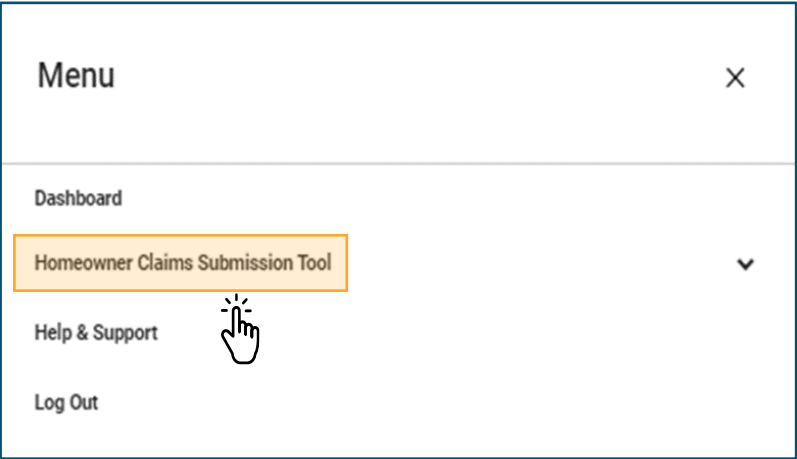 Menu
Dashboard
Homeowner Claims Submission Tool
Help & Support
Log Out